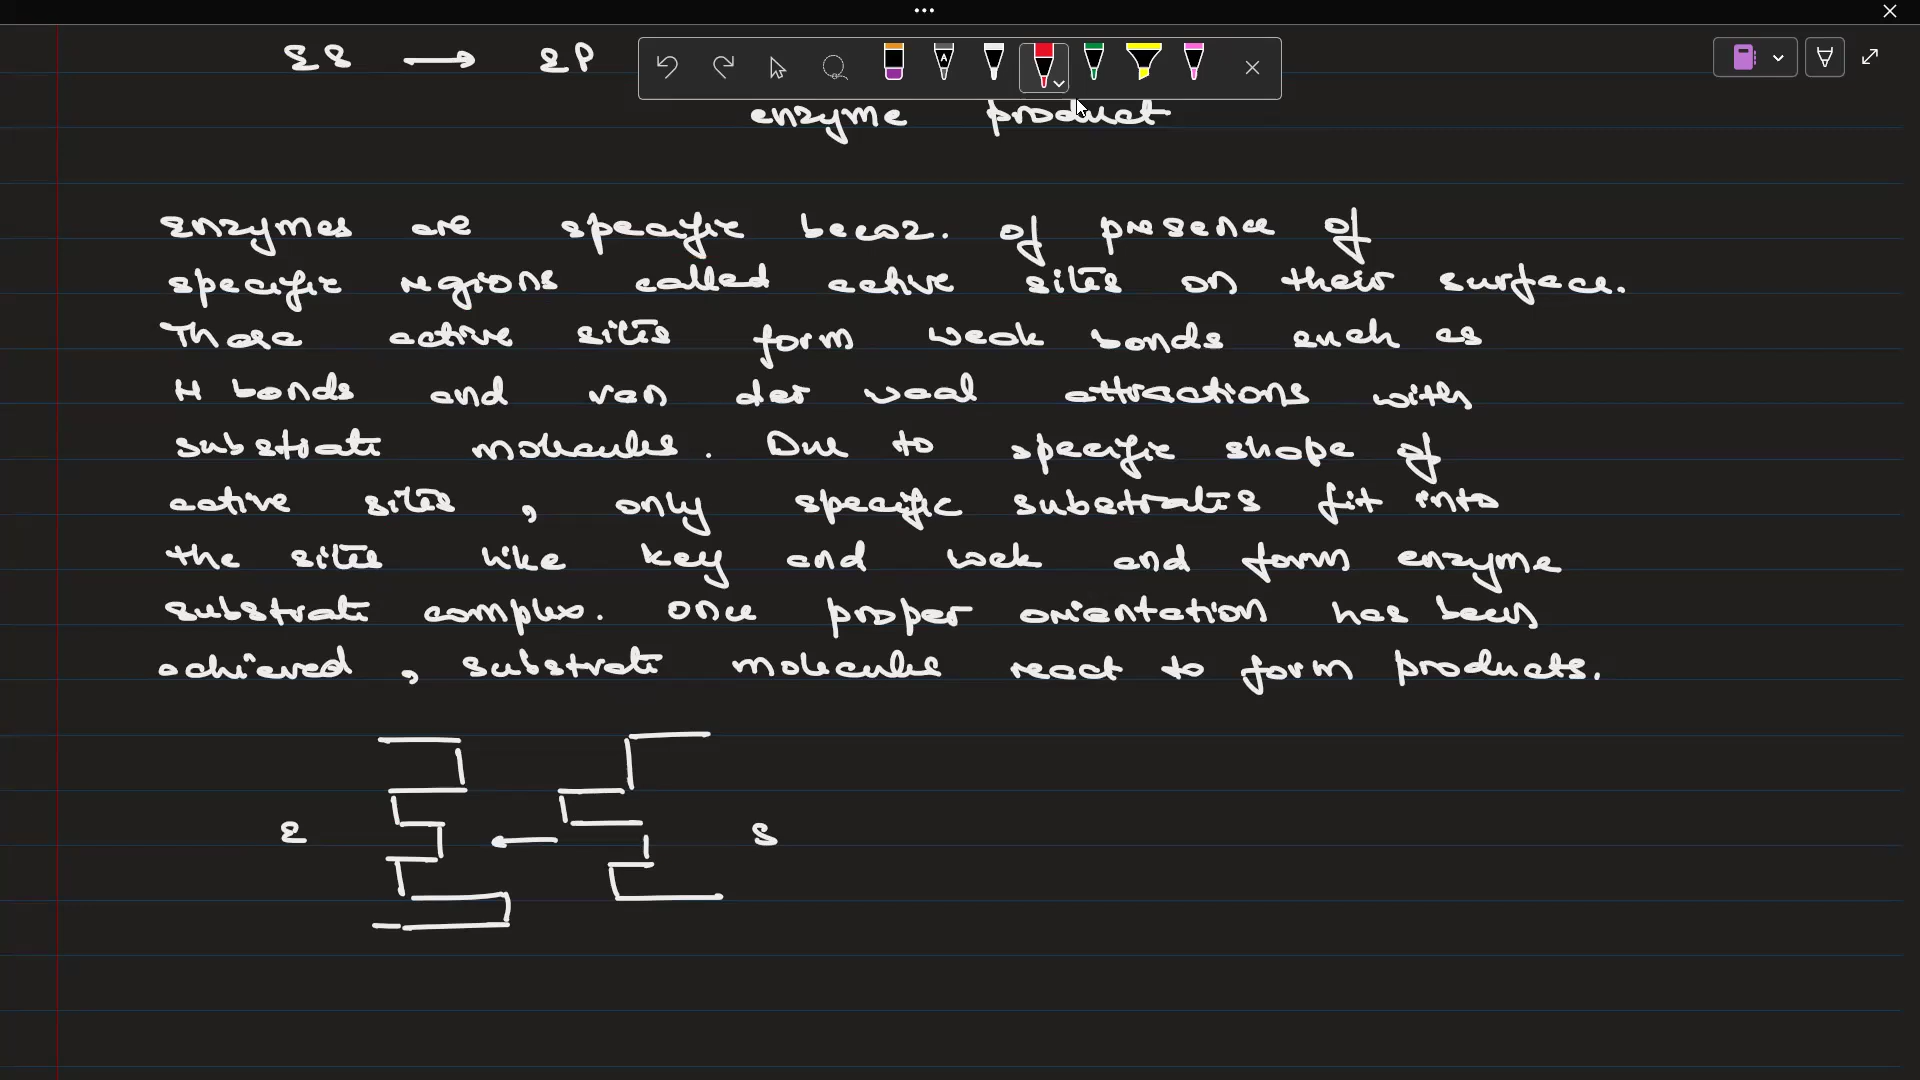 ES → EP
enzyme product
Enzymes are specific becoz. of presence of
specific regions called active sites on their surface.
These active sites form weak bonds such as
H bonds and van der waal attractions with
substrate molecules. Due to specific shape of
active sites, only specific substrates fit into
the sites like key and lock and form enzyme
substrate complex. Once proper orientation has been
achieved, substrate molecules react to form products.
E ← S